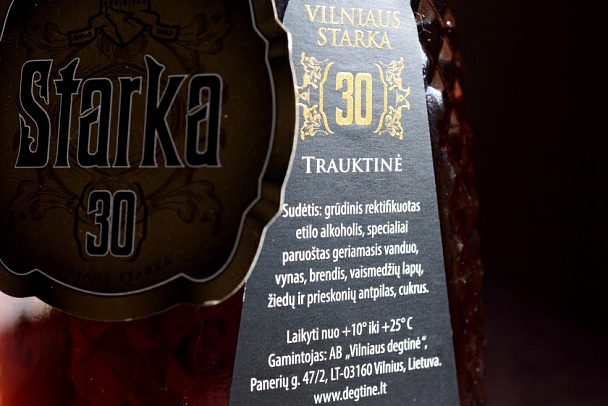 Starka
30
VILNIAUS
STARKA
30
TRAUKTINĖ
Sudėtis: grūdinis rektifikuotas
etilo alkoholis, specialiai
paruoštas geriamasis vanduo,
vynas, brendis, vaismedžių lapų,
žiedų ir prieskonių antpilas, cukrus.
Laikyti nuo +10° iki +25° C
Gamintojas: AB „Vilniaus degtinė“,
Panerių g. 47/2, LT-03160 Vilnius, Lietuva.
www.degtine.lt